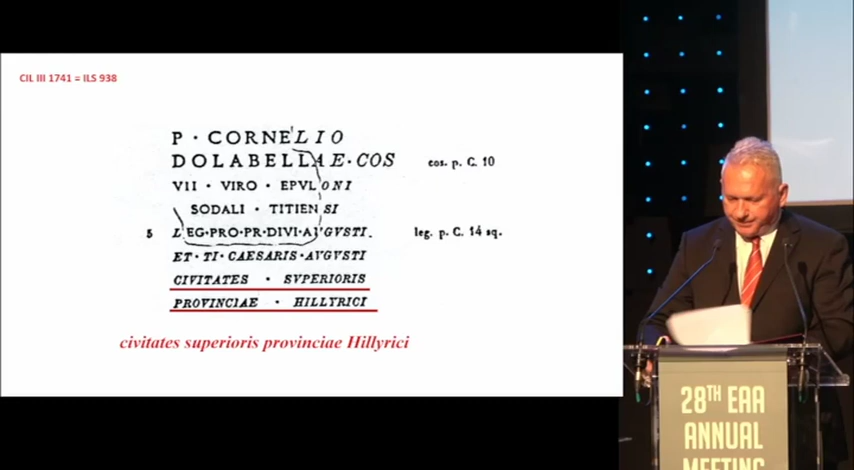 CIL III 1741 = ILS 938
P · CORNELIO
DOLABELLAE·COS cos. p. C. 10
VII · VIRO · EPVLONI
SODALI · TITIENSI
5 LEG·PRO·PR·DIVI·AVGVSTI. leg. p. C. 14 sq.
ET·TI·CAESARIS·AVGVSTI
CIVITATES · SVPERIORIS
PROVINCIAE · HILLYRICI
civitates superioris provinciae Hillyrici
28TH EAA
ANNUAL
MEETING